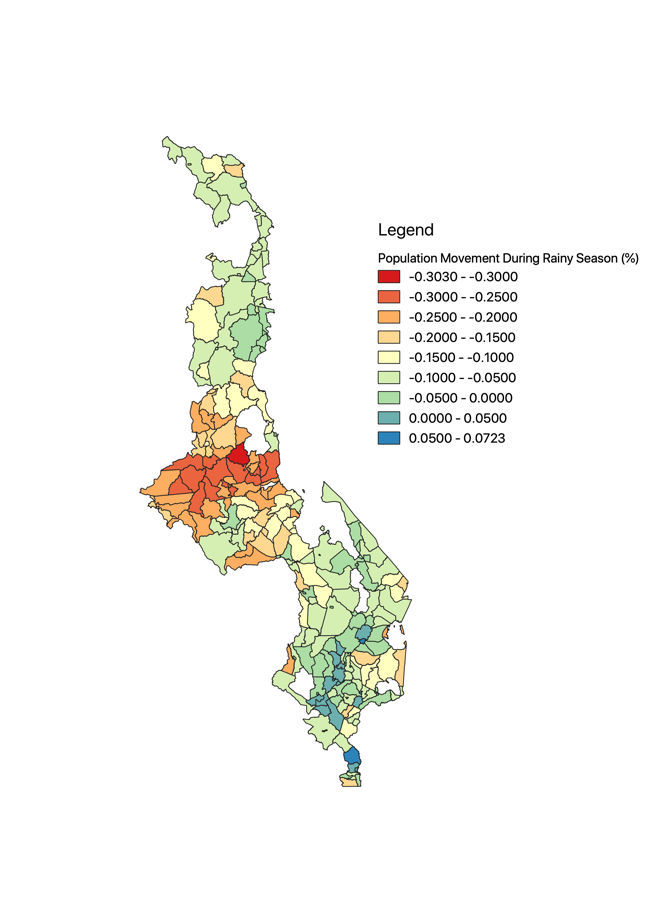 Legend
Population Movement During Rainy Season (%)
-0.3030 - -0.3000
-0.3000 - -0.2500
-0.2500 - -0.2000
-0.2000 - -0.1500
-0.1500 - -0.1000
-0.1000 - -0.0500
-0.0500 - 0.0000
0.0000 - 0.0500
0.0500 - 0.0723